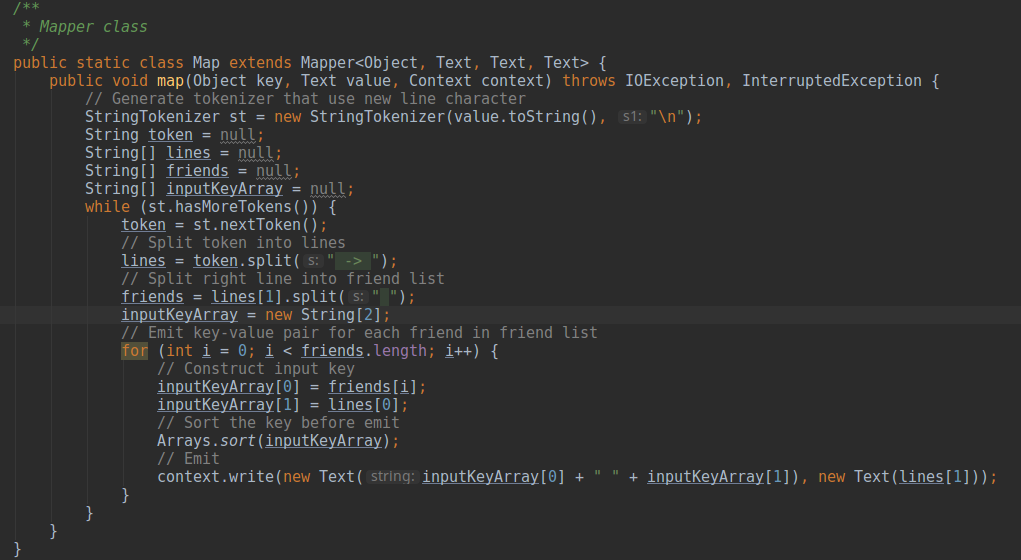 /**
 * Mapper class
 */
public static class Map extends Mapper<Object, Text, Text, Text> {
    public void map(Object key, Text value, Context context) throws IOException, InterruptedException {
        // Generate tokenizer that use new line character
        StringTokenizer st = new StringTokenizer(value.toString(), s1: "\n");
        String token = null;
        String[] lines = null;
        String[] friends = null;
        String[] inputKeyArray = null;
        while (st.hasMoreTokens()) {
            token = st.nextToken();
            // Split token into lines
            lines = token.split( s: " -> ");
            // Split right line into friend list
            friends = lines[1].split( s: " ");
            inputKeyArray = new String[2];
            // Emit key-value pair for each friend in friend list
            for (int i = 0; i < friends.length; i++) {
                // Construct input key
                inputKeyArray[0] = friends[i];
                inputKeyArray[1] = lines[0];
                // Sort the key before emit
                Arrays.sort(inputKeyArray);
                // Emit
                context.write(new Text( string: inputKeyArray[0] + " " + inputKeyArray[1]), new Text(lines[1]));
            }
        }
    }
}